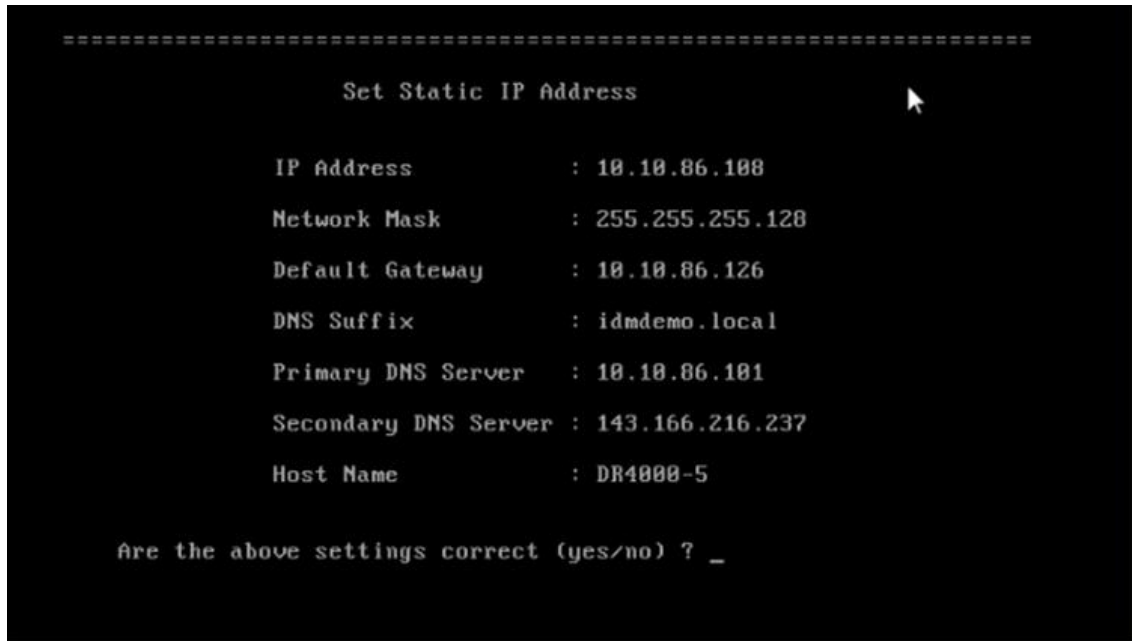 =====================================================================
Set Static IP Address
IP Address : 10.10.86.108
Network Mask : 255.255.255.128
Default Gateway : 10.10.86.126
DNS Suffix : idmdemo.local
Primary DNS Server : 10.10.86.101
Secondary DNS Server : 143.166.216.237
Host Name : DR4000-5
Are the above settings correct (yes/no) ? _